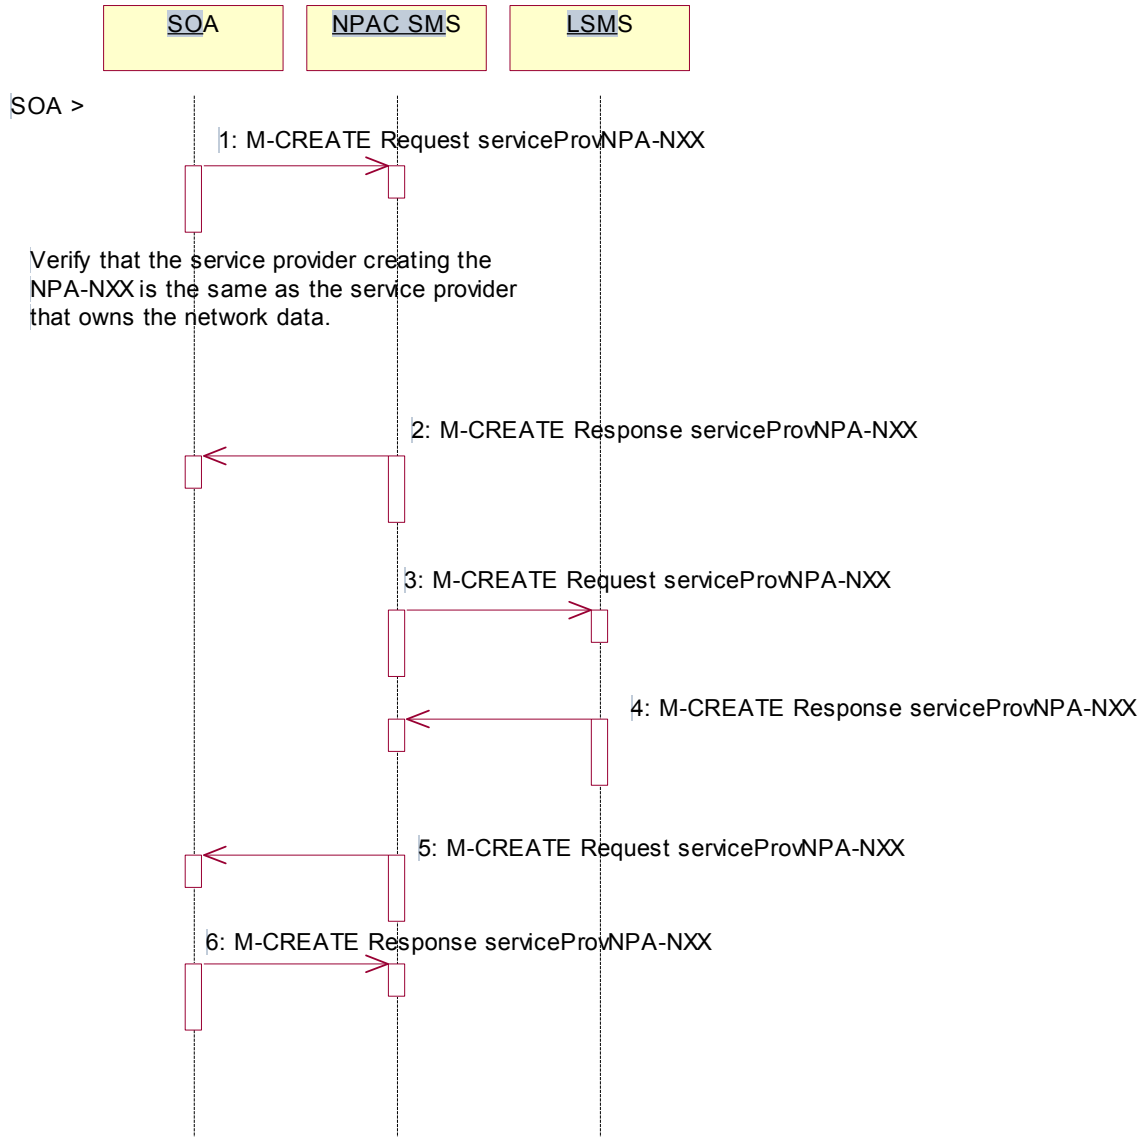 SOA
NPAC SMS
LSMS
SOA >
1: M-CREATE Request serviceProvNPA-NXX
Verify that the service provider creating the
NPA-NXX is the same as the service provider
that owns the network data.
2: M-CREATE Response serviceProvNPA-NXX
3: M-CREATE Request serviceProvNPA-NXX
4: M-CREATE Response serviceProvNPA-NXX
5: M-CREATE Request serviceProvNPA-NXX
6: M-CREATE Response serviceProvNPA-NXX